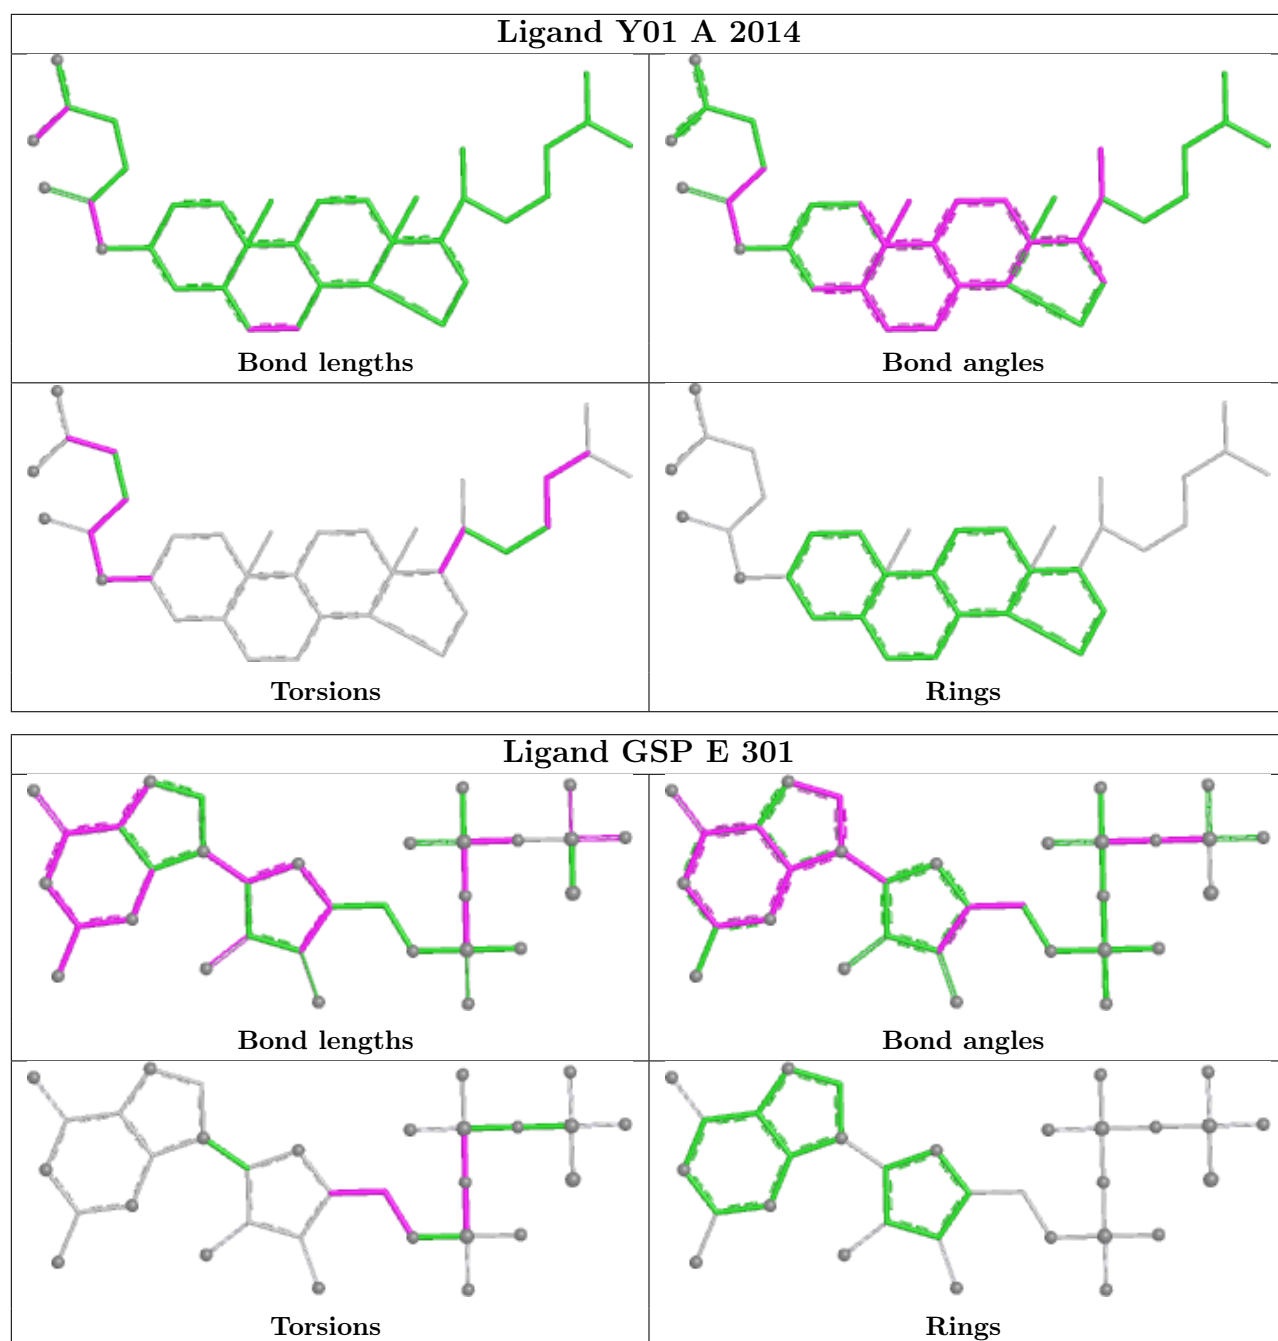 Ligand Y01 A 2014
Bond lengths
Bond angles
Torsions
Rings
Ligand GSP E 301
Bond lengths
Bond angles
Torsions
Rings